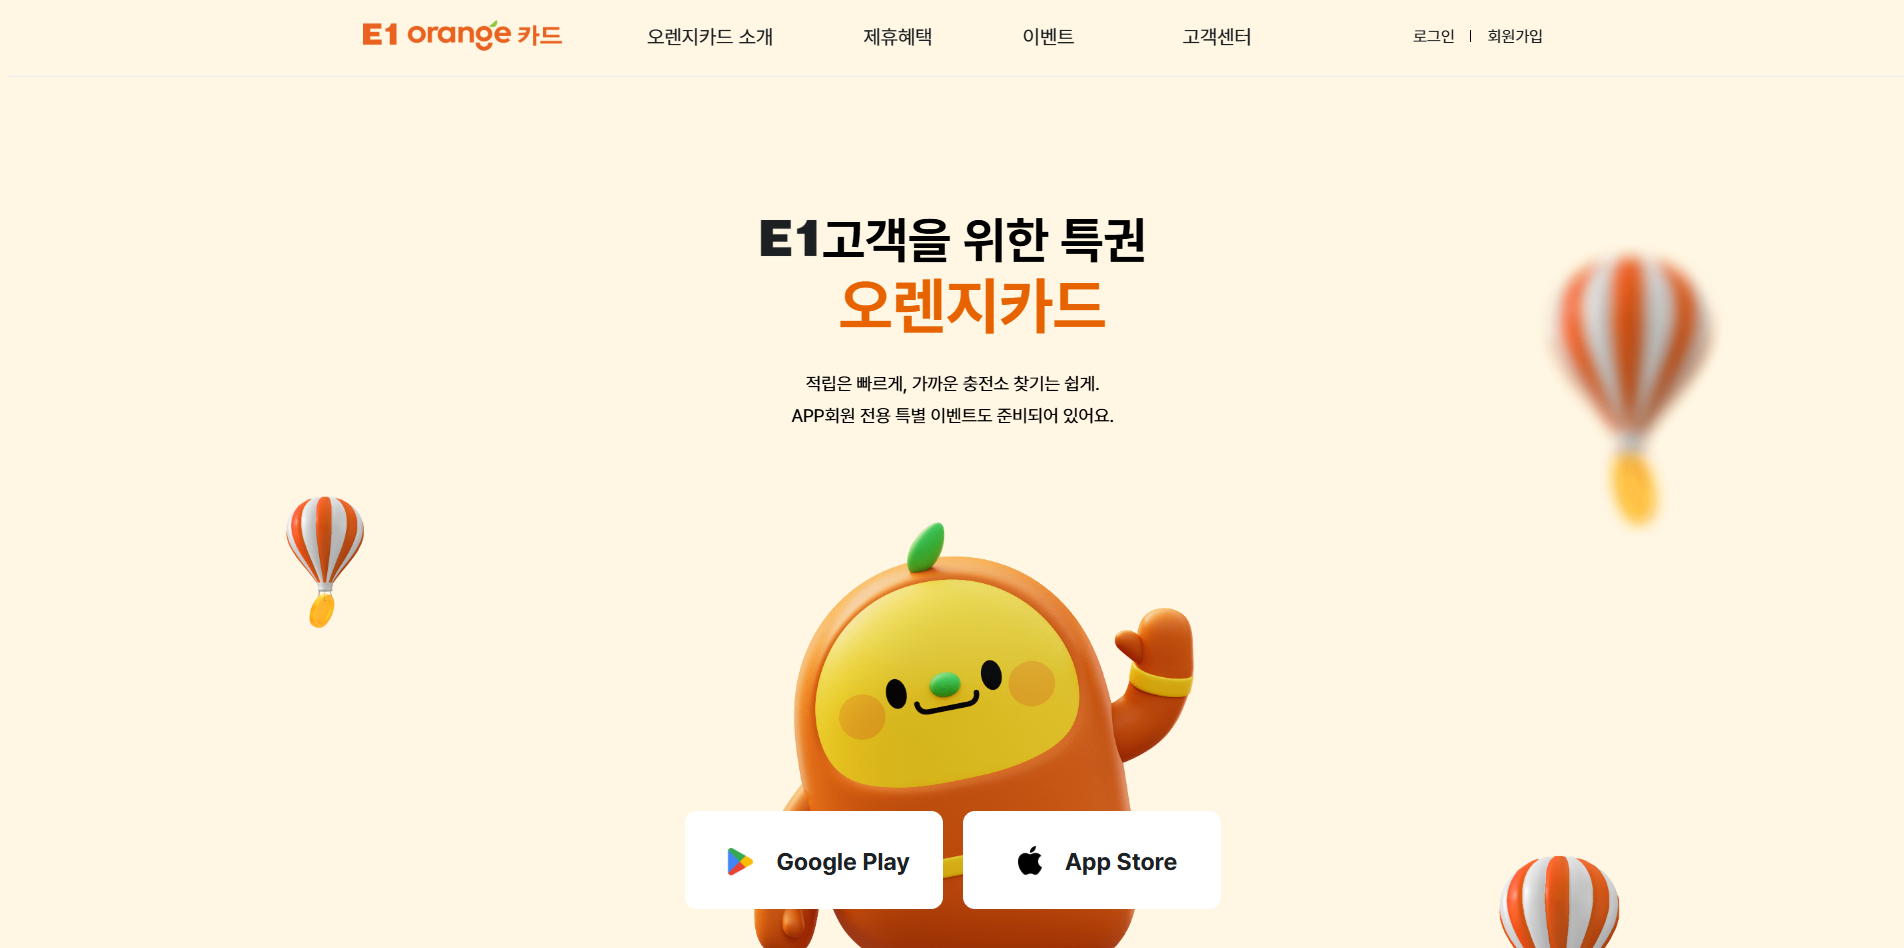 E1 orange 카드
오렌지카드 소개
제휴혜택
이벤트
고객센터
로그인
회원가입
E1고객을 위한 특권
오렌지카드
적립은 빠르게, 가까운 충전소 찾기는 쉽게.
APP회원 전용 특별 이벤트도 준비되어 있어요.
Google Play
App Store